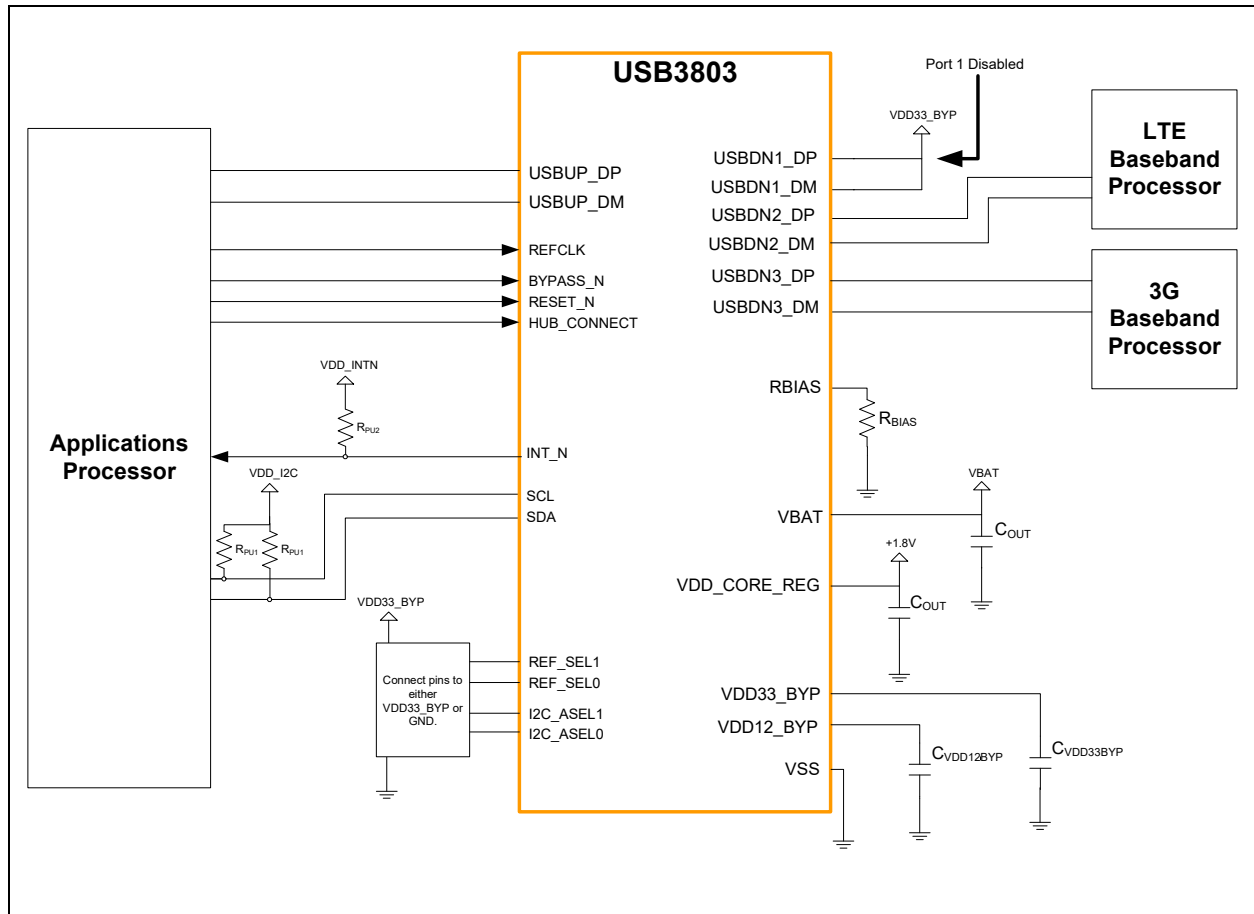 USB3803
Port 1 Disabled
VDD33_BYP
LTE
Baseband
Processor
USBUP_DP
USBUP_DM
REFCLK
BYPASS_N
RESET_N
HUB_CONNECT
USBDN1_DP
USBDN1_DM
USBDN2_DP
USBDN2_DM
USBDN3_DP
USBDN3_DM
3G
Baseband
Processor
VDD_INTN
RPU2
RBIAS
RBIAS
Applications
Processor
INT_N
VDD_I2C
SCL
SDA
RPU1
RPU1
VBAT
VBAT
COUT
+1.8V
VDD_CORE_REG
COUT
VDD33_BYP
Connect pins to
either
VDD33_BYP or
GND.
REF_SEL1
REF_SEL0
I2C_ASEL1
I2C_ASEL0
VDD33_BYP
VDD12_BYP
VSS
CVDD12BYP
CVDD33BYP